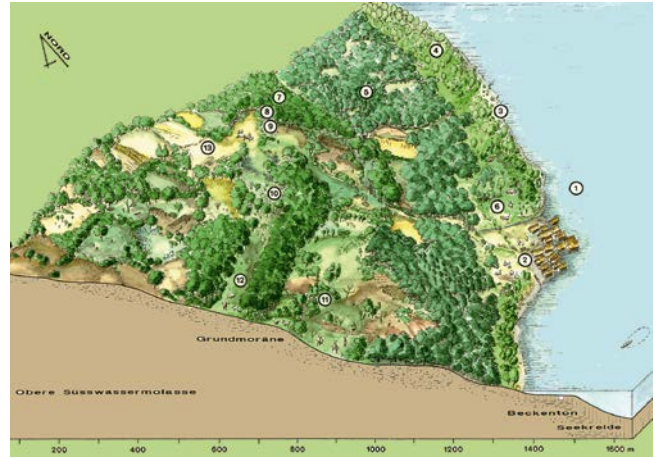 NORD
4
5
3
7
8
9
13
1
10
6
2
12
11
Grundmoräne
Obere Süsswassermolasse
Beckenton
Seekreide
200 400 600 800 1000 1200 1400 1600 m